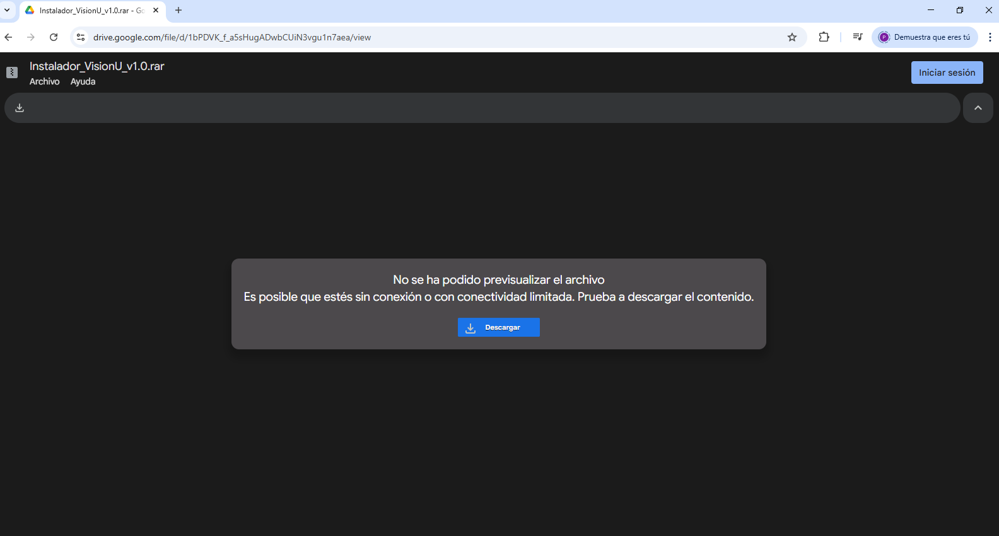 Instalador_VisionU_v1.0.rar - Go
drive.google.com/file/d/1bPDVK_f_a5sHugADwbCUiN3vgu1n7aea/view
P
Demuestra que eres tú
Instalador_VisionU_v1.0.rar
Archivo Ayuda
Iniciar sesión
No se ha podido previsualizar el archivo
Es posible que estés sin conexión o con conectividad limitada. Prueba a descargar el contenido.
Descargar